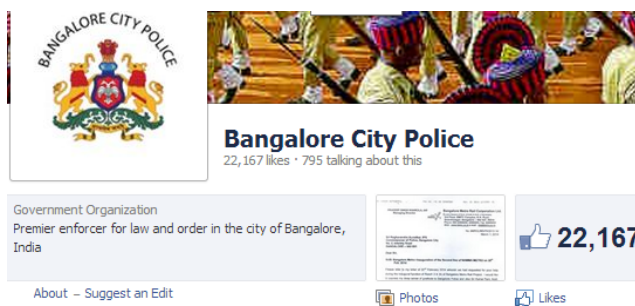 BANGALORE CITY POLICE
Bangalore City Police
22,167 likes · 795 talking about this
Government Organization
Premier enforcer for law and order in the city of Bangalore,
India
22,167
About – Suggest an Edit
Photos
Likes